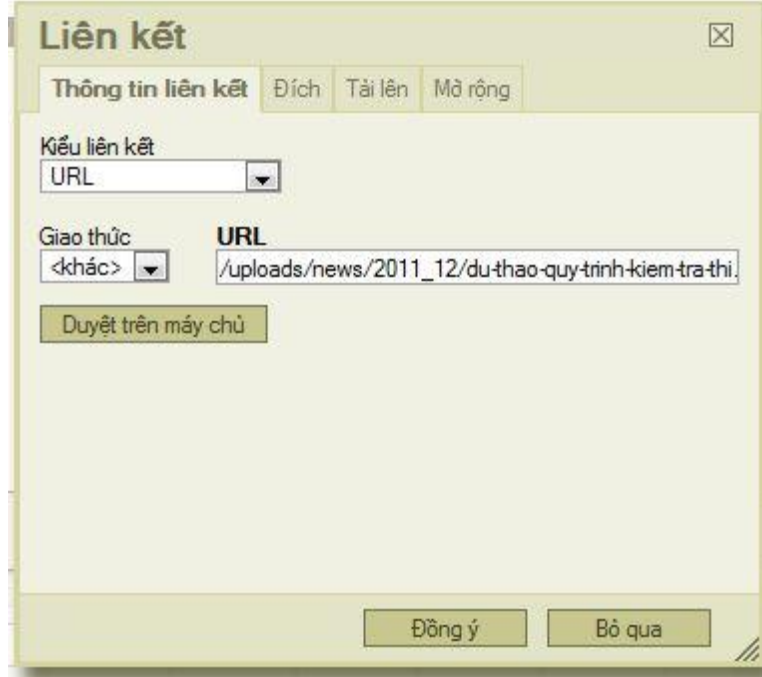 Liên kết
Thông tin liên kết Đích Tải lên Mở rộng
Kiểu liên kết
URL
Giao thức URL
<khác> /uploads/news/2011_12/du-thao-quy-trinh-kiem-tra-thi.
Duyệt trên máy chủ
Đồng ý Bỏ qua